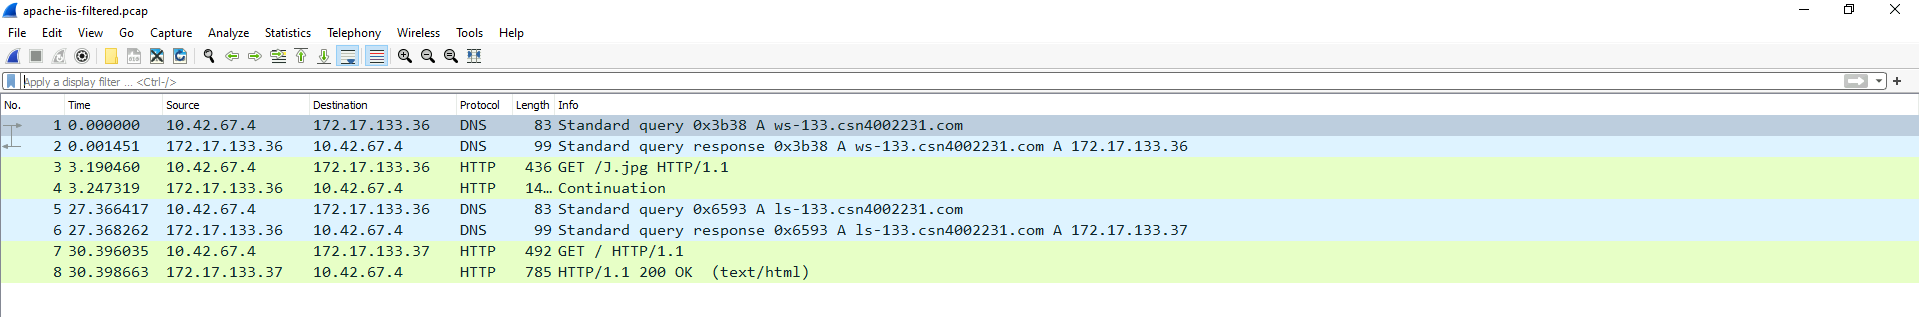 apache-iis-filtered.pcap
File Edit View Go Capture Analyze Statistics Telephony Wireless Tools Help
Apply a display filter ... <Ctrl-/>
No. Time Source Destination Protocol Length Info
1 0.000000 10.42.67.4 172.17.133.36 DNS 83 Standard query 0x3b38 A ws-133.csn4002231.com
2 0.001451 172.17.133.36 10.42.67.4 DNS 99 Standard query response 0x3b38 A ws-133.csn4002231.com A 172.17.133.36
3 3.190460 10.42.67.4 172.17.133.36 HTTP 436 GET /J.jpg HTTP/1.1
4 3.247319 172.17.133.36 10.42.67.4 HTTP 14… Continuation
5 27.366417 10.42.67.4 172.17.133.36 DNS 83 Standard query 0x6593 A ls-133.csn4002231.com
6 27.368262 172.17.133.36 10.42.67.4 DNS 99 Standard query response 0x6593 A ls-133.csn4002231.com A 172.17.133.37
7 30.396035 10.42.67.4 172.17.133.37 HTTP 492 GET / HTTP/1.1
8 30.398663 172.17.133.37 10.42.67.4 HTTP 785 HTTP/1.1 200 OK (text/html)